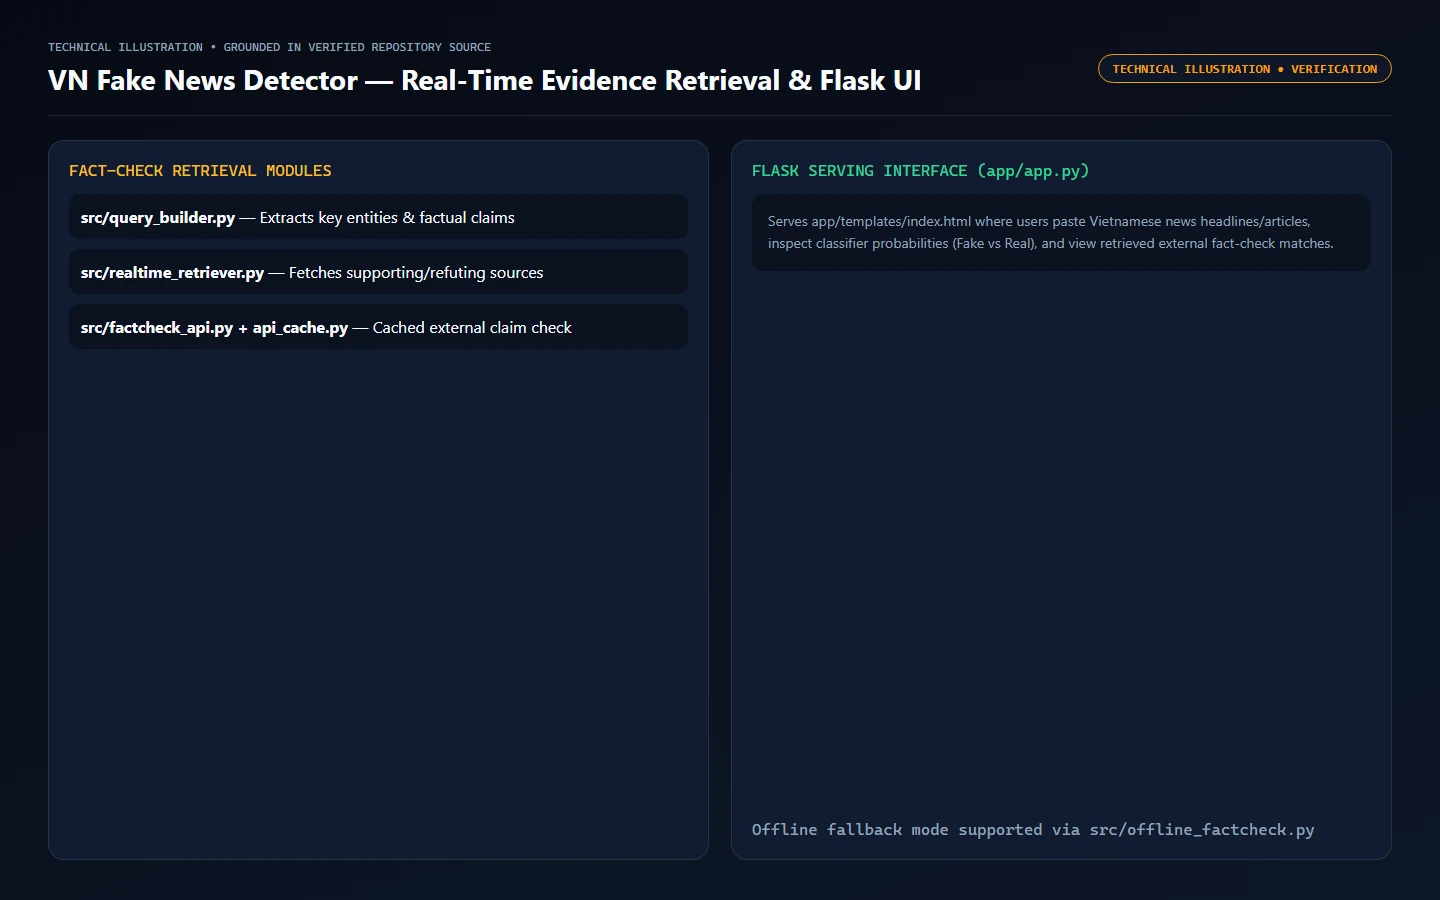 TECHNICAL ILLUSTRATION • GROUNDED IN VERIFIED REPOSITORY SOURCE
VN Fake News Detector — Real-Time Evidence Retrieval & Flask UI
TECHNICAL ILLUSTRATION • VERIFICATION
FACT-CHECK RETRIEVAL MODULES
src/query_builder.py — Extracts key entities & factual claims
src/realtime_retriever.py — Fetches supporting/refuting sources
src/factcheck_api.py + api_cache.py — Cached external claim check
FLASK SERVING INTERFACE (app/app.py)
Serves app/templates/index.html where users paste Vietnamese news headlines/articles,
inspect classifier probabilities (Fake vs Real), and view retrieved external fact-check matches.
Offline fallback mode supported via src/offline_factcheck.py